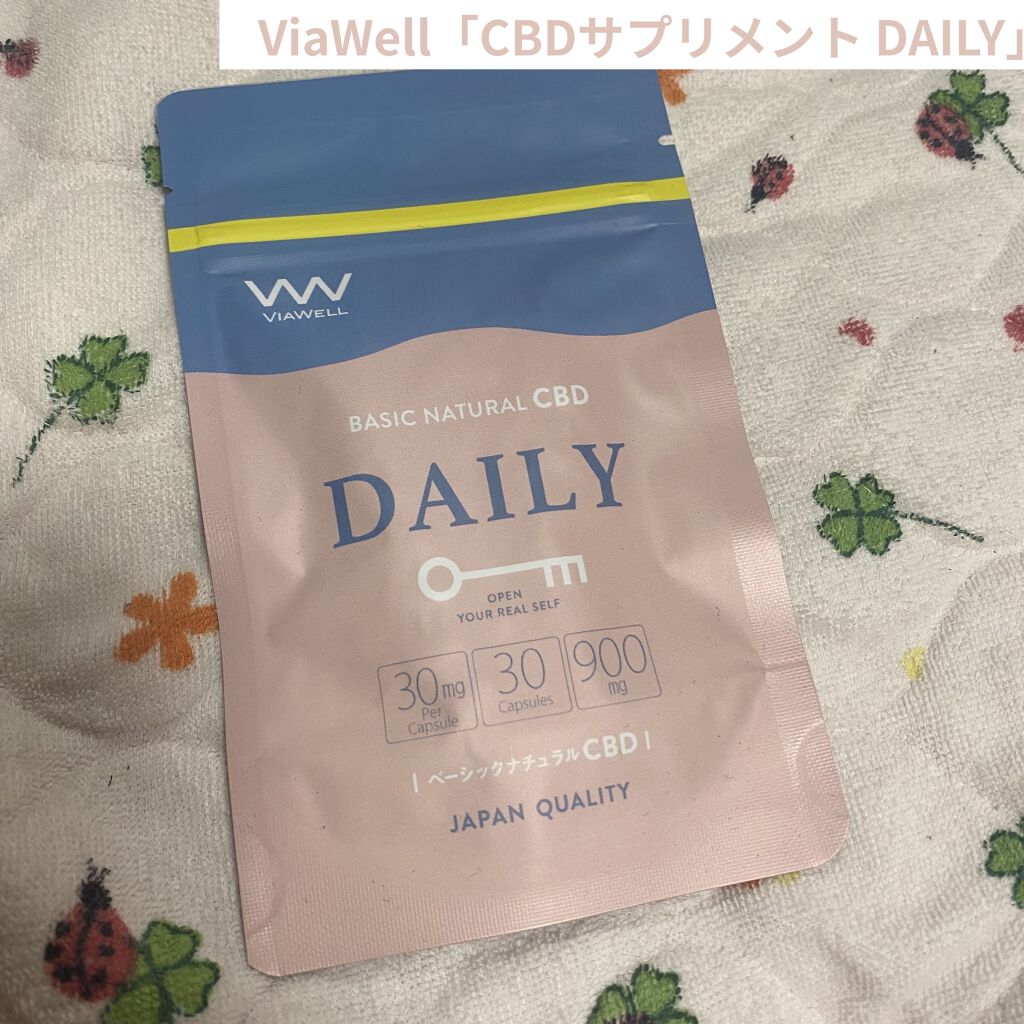 ViaWell「CBDサプリメント DAILY」
VIAWELL
BASIC NATURAL CBD
DAILY
OPEN
YOUR REAL SELF
30mg
Per
Capsule
30
Capsules
900
mg
ベーシックナチュラルCBD
JAPAN QUALITY